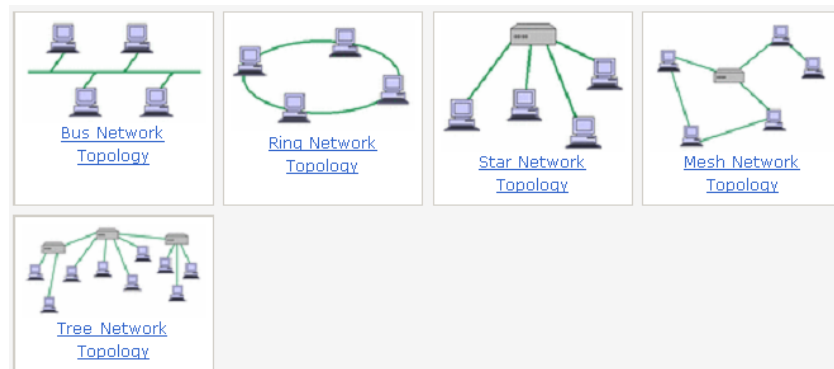 Bus Network
Topology
Ring Network
Topology
Star Network
Topology
Mesh Network
Topology
Tree Network
Topology